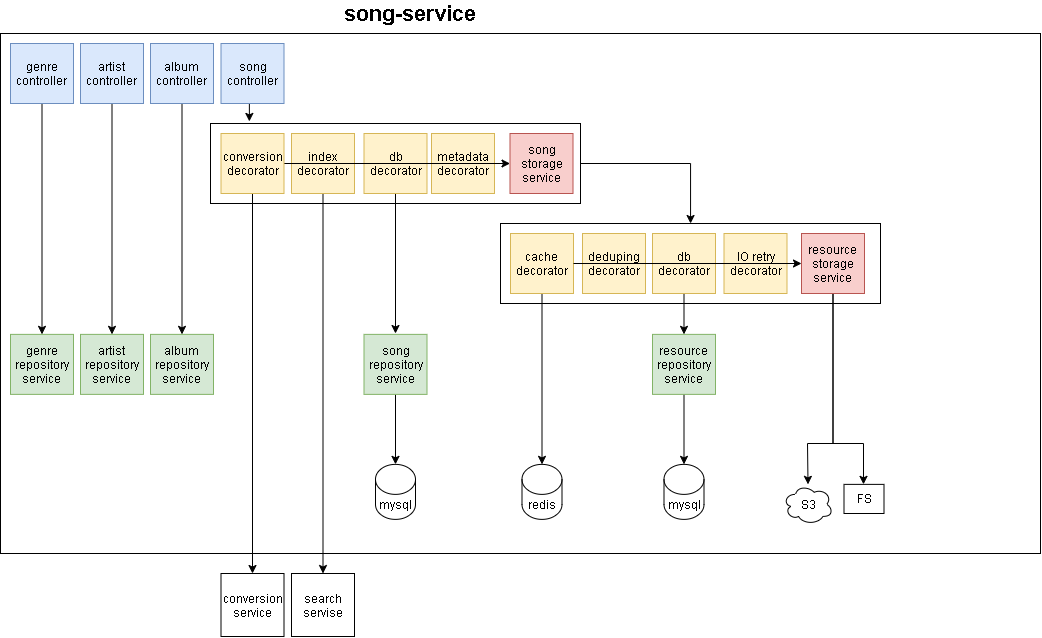 song-service
genre
controller
artist
controller
album
controller
song
controller
conversion
decorator
index
decorator
db
decorator
metadata
decorator
song
storage
service
cache
decorator
deduping
decorator
db
decorator
IO retry
decorator
resource
storage
service
genre
repository
service
artist
repository
service
album
repository
service
song
repository
service
resource
repository
service
mysql
redis
mysql
S3
FS
conversion
service
search
servise